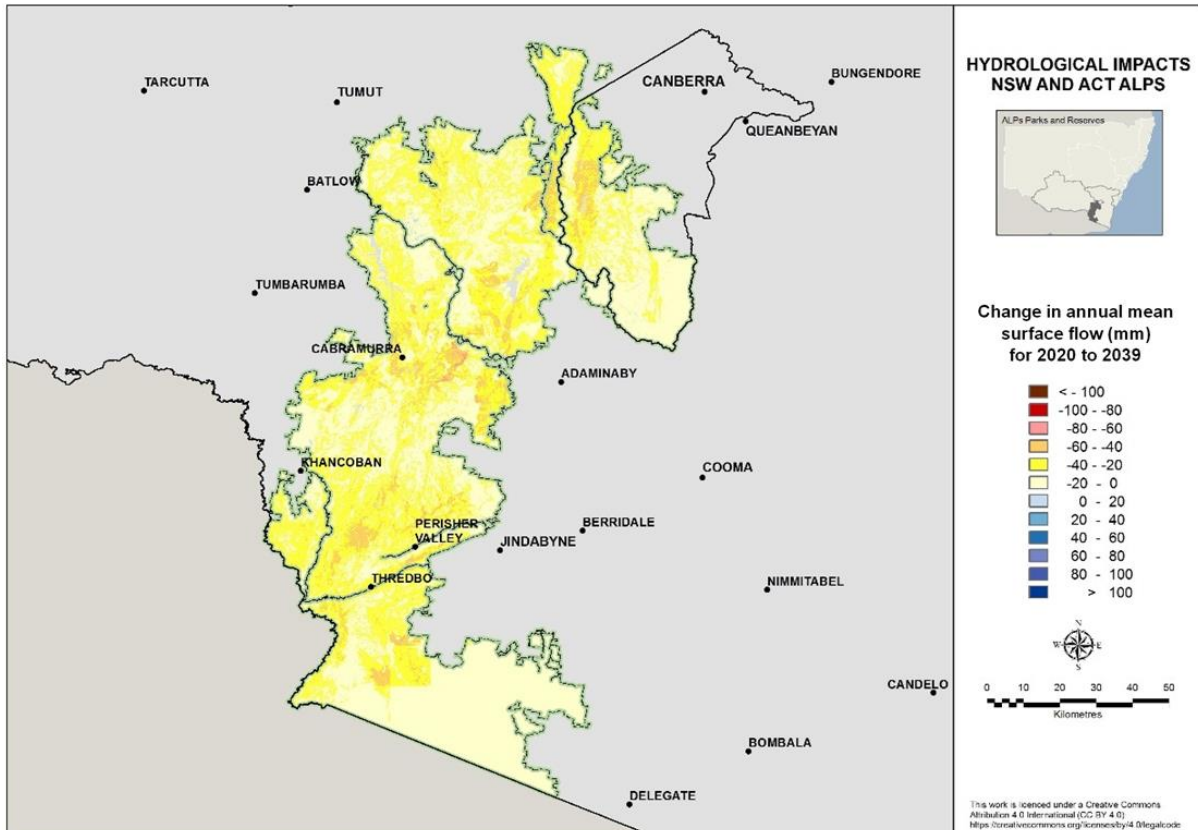 TARCUTTA
TUMUT
CANBERRA
BUNGENDORE
QUEANBEYAN
BATLOW
TUMBARUMBA
CABRAMURRA
ADAMINABY
KHANCOBAN
COOMA
PERISHER
VALLEY
BERRIDALE
JINDABYNE
THREDBO
NIMMITABEL
CANDELO
BOMBALA
DELEGATE
HYDROLOGICAL IMPACTS
NSW AND ACT ALPS
ALPs Parks and Reserves
Change in annual mean
surface flow (mm)
for 2020 to 2039
< - 100
-100 - -80
-80 - -60
-60 - -40
-40 - -20
-20 - 0
0 - 20
20 - 40
40 - 60
60 - 80
80 - 100
> 100
N
W E
S
0 10 20 30 40 50
Kilometres
This work is licenced under a Creative Commons
Attribution 4.0 International (CC BY 4.0)
https://creativecommons.org/licenses/by/4.0/legalcode